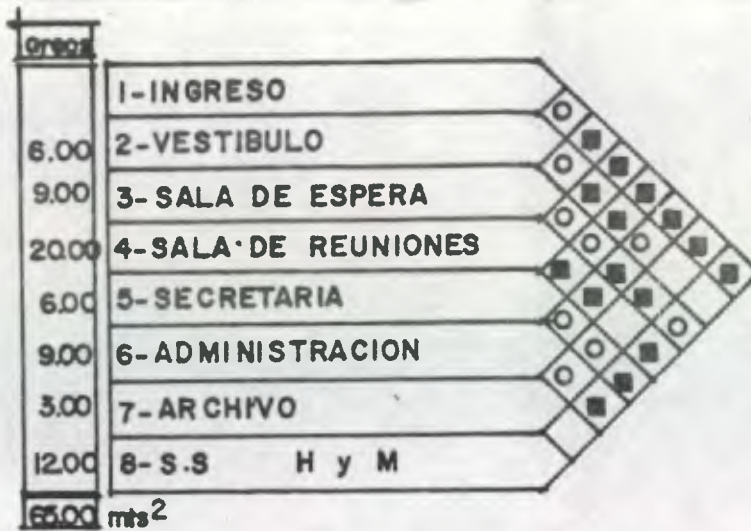 areas
1-INGRESO
6.00 2-VESTIBULO
9.00 3-SALA DE ESPERA
20.00 4-SALA DE REUNIONES
6.00 5-SECRETARIA
9.00 6-ADMINISTRACION
3.00 7-ARCHIVO
12.00 8-S.S H y M
65.00 mts2